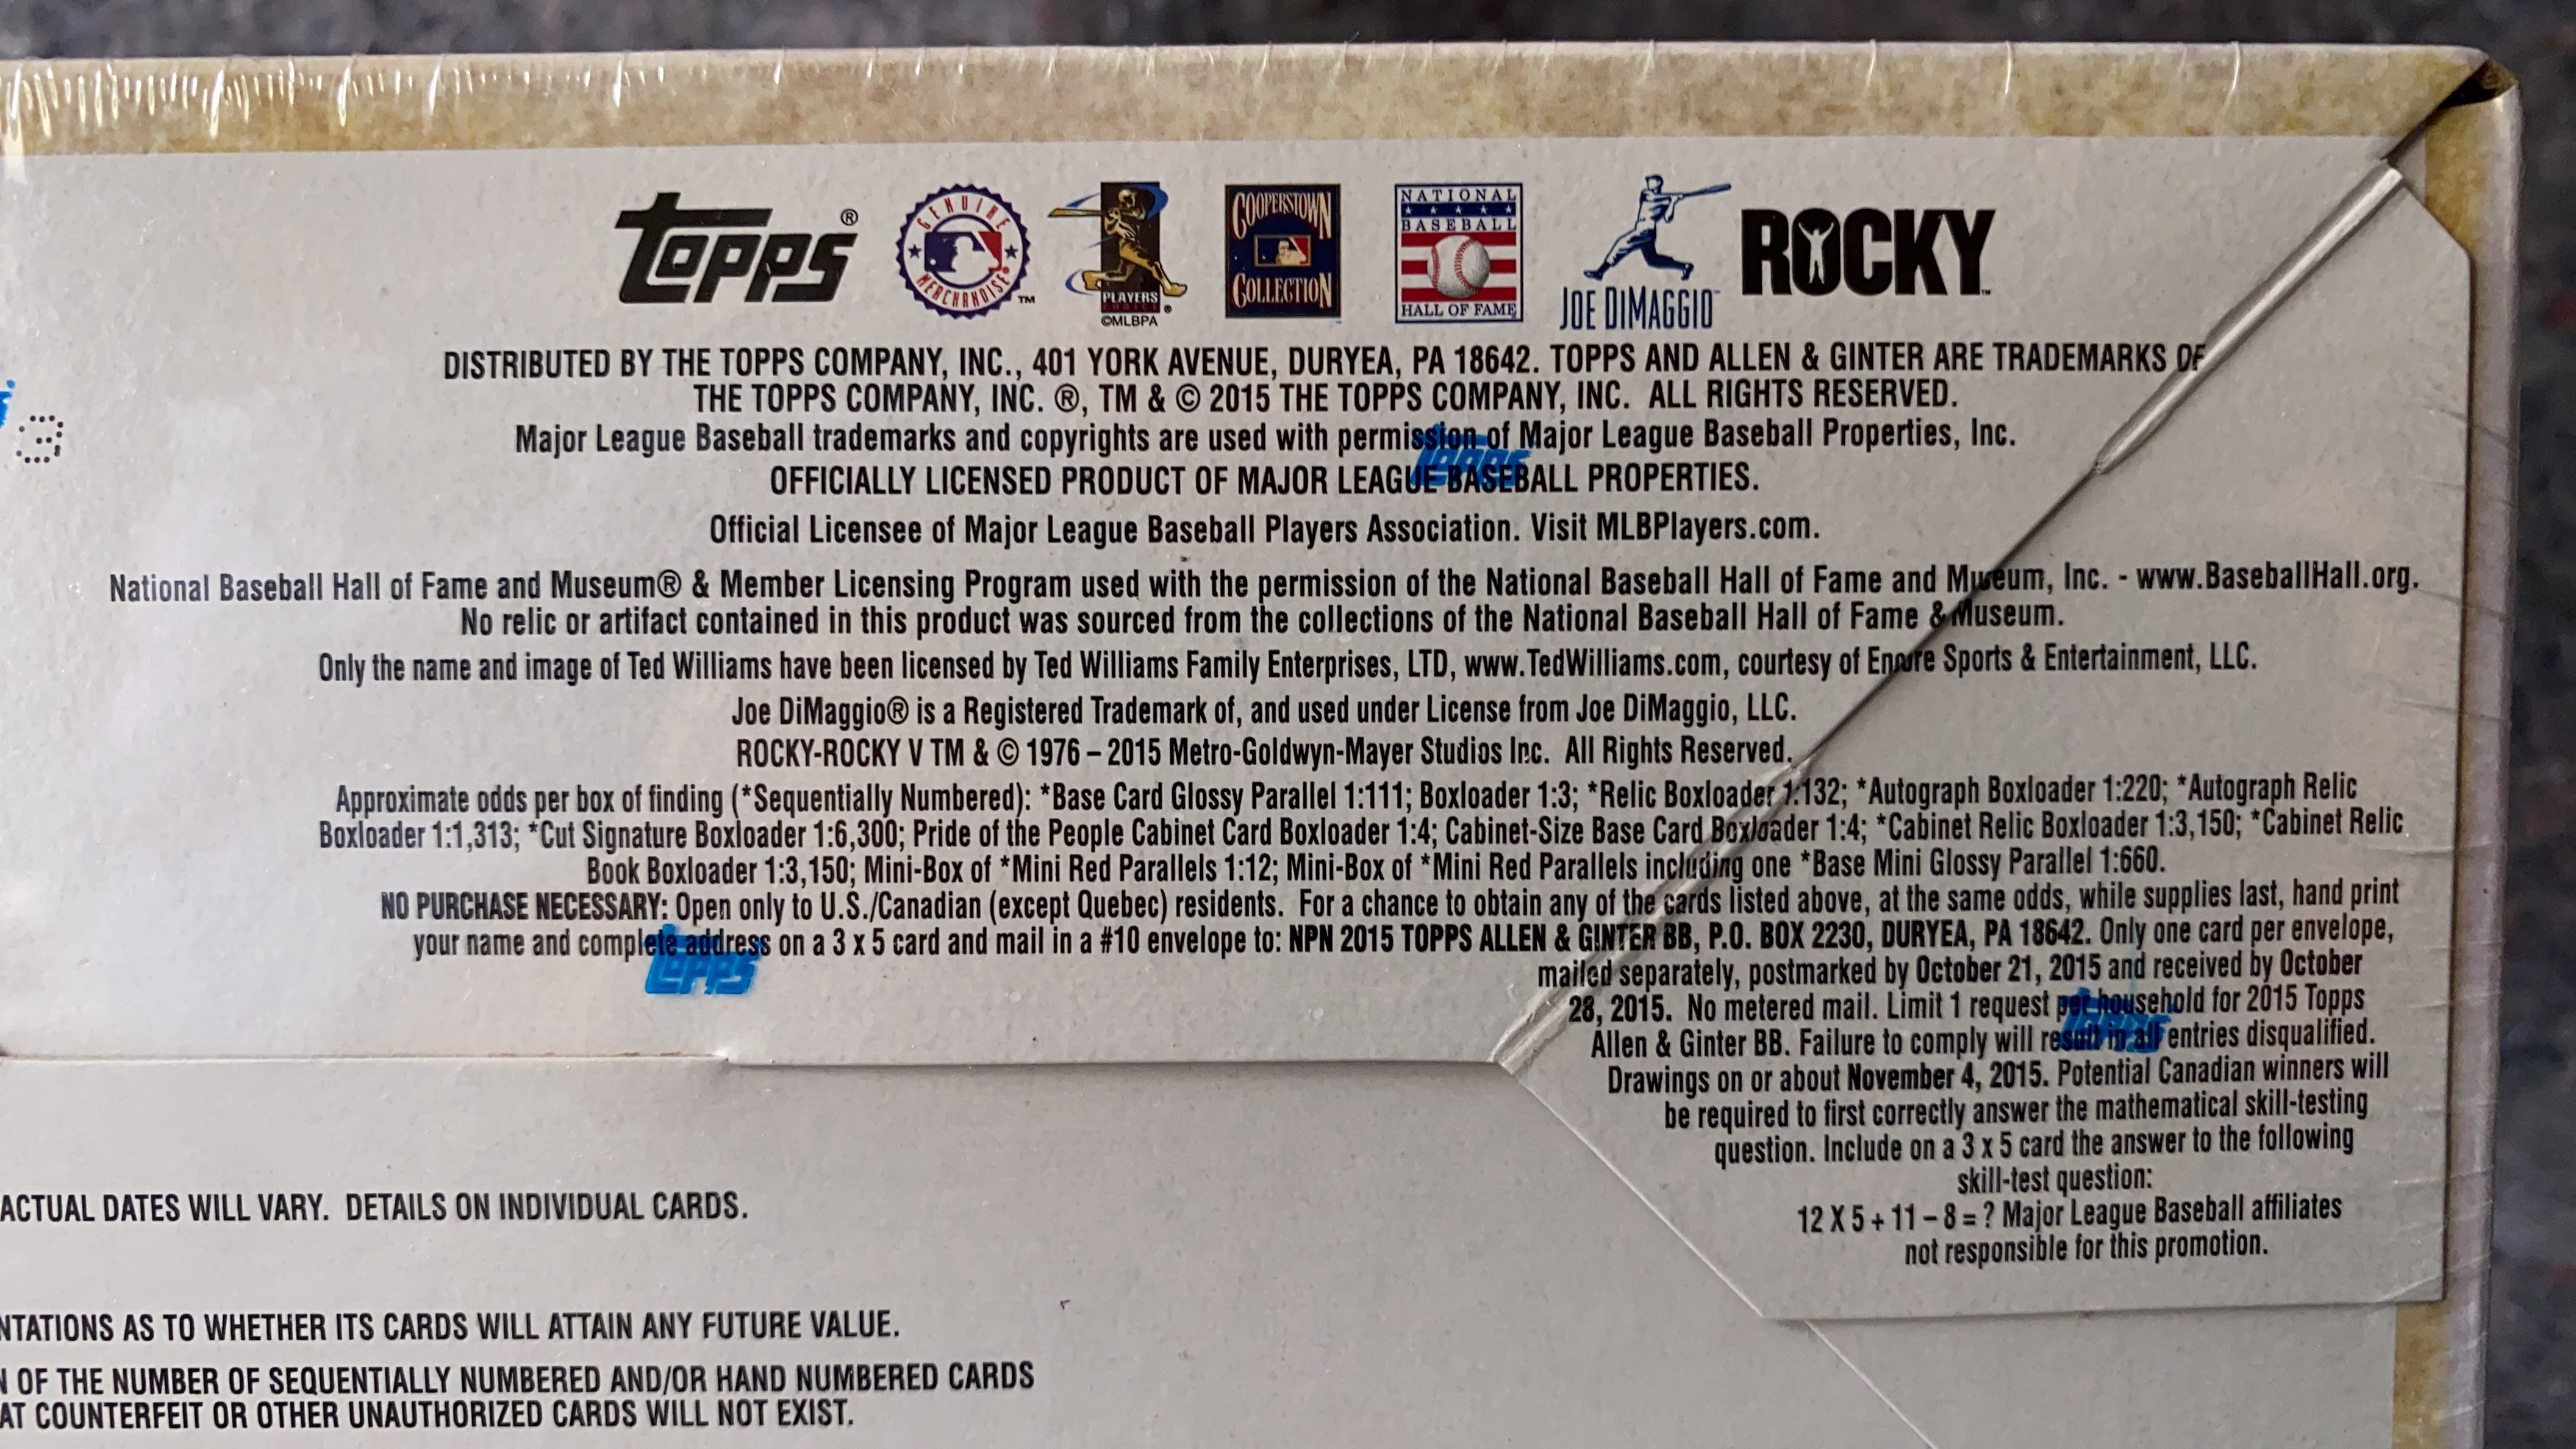 TOPPS®
GENUINE MERCHANDISE® ™
PLAYERS CHOICE ®
©MLBPA
COOPERSTOWN COLLECTION
NATIONAL BASEBALL HALL OF FAME
JOE DiMAGGIO™
ROCKY™
DISTRIBUTED BY THE TOPPS COMPANY, INC., 401 YORK AVENUE, DURYEA, PA 18642. TOPPS AND ALLEN & GINTER ARE TRADEMARKS OF
THE TOPPS COMPANY, INC. ®, TM & © 2015 THE TOPPS COMPANY, INC. ALL RIGHTS RESERVED.
Major League Baseball trademarks and copyrights are used with permission of Major League Baseball Properties, Inc.
TOPPS
OFFICIALLY LICENSED PRODUCT OF MAJOR LEAGUE BASEBALL PROPERTIES.
Official Licensee of Major League Baseball Players Association. Visit MLBPlayers.com.
National Baseball Hall of Fame and Museum® & Member Licensing Program used with the permission of the National Baseball Hall of Fame and Museum, Inc. - www.BaseballHall.org.
No relic or artifact contained in this product was sourced from the collections of the National Baseball Hall of Fame & Museum.
Only the name and image of Ted Williams have been licensed by Ted Williams Family Enterprises, LTD, www.TedWilliams.com, courtesy of Sports & Entertainment, LLC.
Joe DiMaggio® is a Registered Trademark of, and used under License from Joe DiMaggio, LLC.
ROCKY-ROCKY V TM & © 1976 – 2015 Metro-Goldwyn-Mayer Studios Inc. All Rights Reserved.
Approximate odds per box of finding (*Sequentially Numbered): *Base Card Glossy Parallel 1:111; Boxloader 1:3; *Relic Boxloader 1:132; *Autograph Boxloader 1:220; *Autograph Relic
Boxloader 1:1,313; *Cut Signature Boxloader 1:6,300; Pride of the People Cabinet Card Boxloader 1:4; Cabinet-Size Base Card Boxloader 1:4; *Cabinet Relic Boxloader 1:3,150; *Cabinet Relic
Book Boxloader 1:3,150; Mini-Box of *Mini Red Parallels 1:12; Mini-Box of *Mini Red Parallels including one *Base Mini Glossy Parallel 1:660.
NO PURCHASE NECESSARY: Open only to U.S./Canadian (except Quebec) residents. For a chance to obtain any of the cards listed above, at the same odds, while supplies last, hand print
your name and complete address on a 3 x 5 card and mail in a #10 envelope to: NPN 2015 TOPPS ALLEN & GINTER BB, P.O. BOX 2230, DURYEA, PA 18642. Only one card per envelope,
TOPPS
mailed separately, postmarked by October 21, 2015 and received by October
28, 2015. No metered mail. Limit 1 request per household for 2015 Topps
TOPPS
Allen & Ginter BB. Failure to comply will result in all entries disqualified.
Drawings on or about November 4, 2015. Potential Canadian winners will
be required to first correctly answer the mathematical skill-testing
question. Include on a 3 x 5 card the answer to the following
skill-test question:
12 X 5 + 11 – 8 = ? Major League Baseball affiliates
not responsible for this promotion.
ACTUAL DATES WILL VARY. DETAILS ON INDIVIDUAL CARDS.
NTATIONS AS TO WHETHER ITS CARDS WILL ATTAIN ANY FUTURE VALUE.
N OF THE NUMBER OF SEQUENTIALLY NUMBERED AND/OR HAND NUMBERED CARDS
AT COUNTERFEIT OR OTHER UNAUTHORIZED CARDS WILL NOT EXIST.